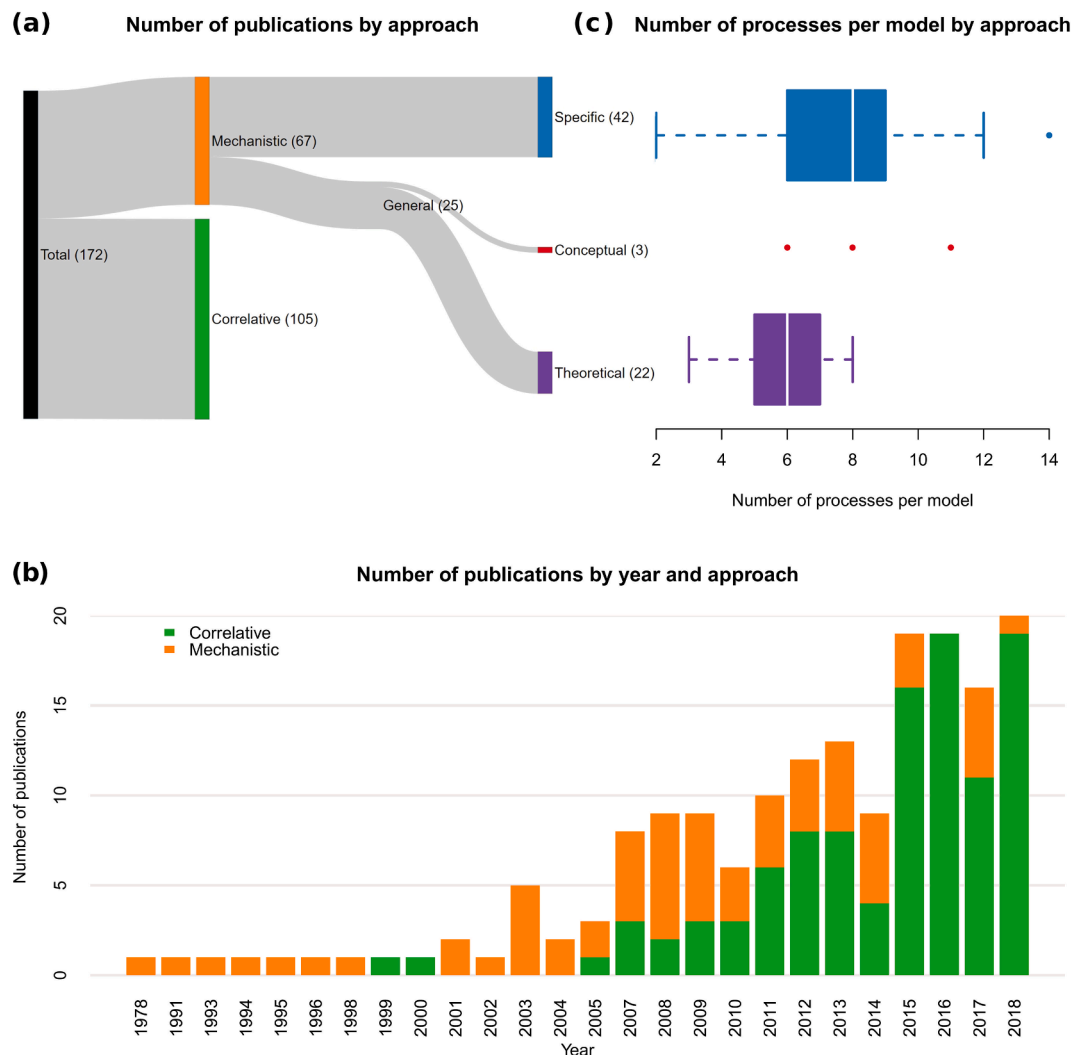 (a)
Number of publications by approach
Total (172)
Mechanistic (67)
Correlative (105)
General (25)
Specific (42)
Conceptual (3)
Theoretical (22)
(c)
Number of processes per model by approach
2 4 6 8 10 12 14
Number of processes per model
(b)
Number of publications by year and approach
Correlative
Mechanistic
Number of publications
20
15
10
5
0
1978 1991 1993 1994 1995 1996 1998 1999 2000 2001 2002 2003 2004 2005 2007 2008 2009 2010 2011 2012 2013 2014 2015 2016 2017 2018
Year